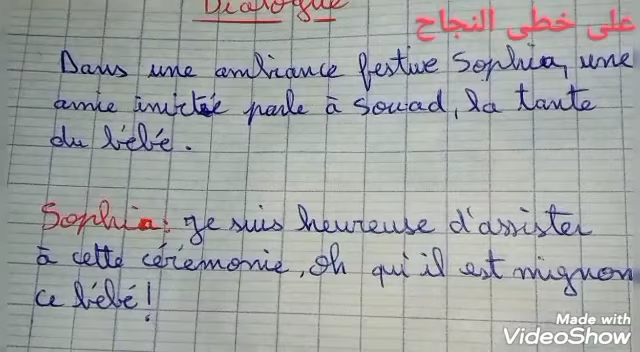 Dialogue
على خطى النجاح
Dans une ambiance festive Sophia, une
amie invitée parle à Souad, la tante
du bébé.
Sophia: Je suis heureuse d'assister
à cette cérémonie, oh qui il est mignon
ce bébé!
Made with
VideoShow